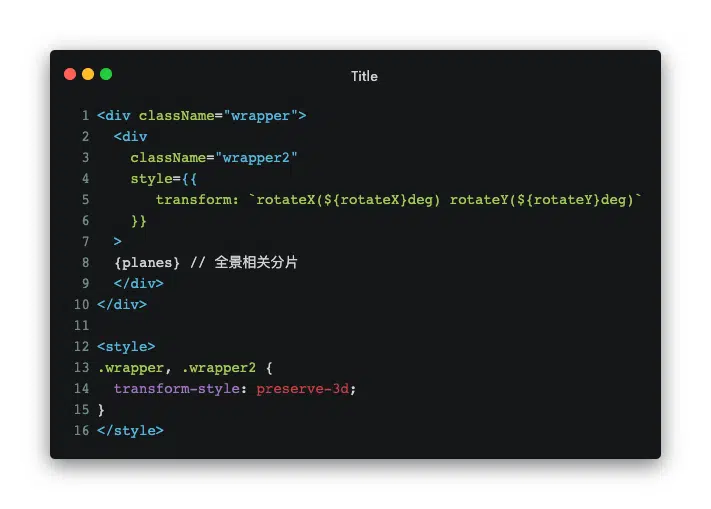 Title
1 <div className="wrapper">
2   <div
3     className="wrapper2"
4     style={{
5        transform: `rotateX(${rotateX}deg) rotateY(${rotateY}deg)`
6     }}
7   >
8   {planes} // 全景相关分片
9   </div>
10 </div>
11
12 <style>
13 .wrapper, .wrapper2 {
14   transform-style: preserve-3d;
15 }
16 </style>